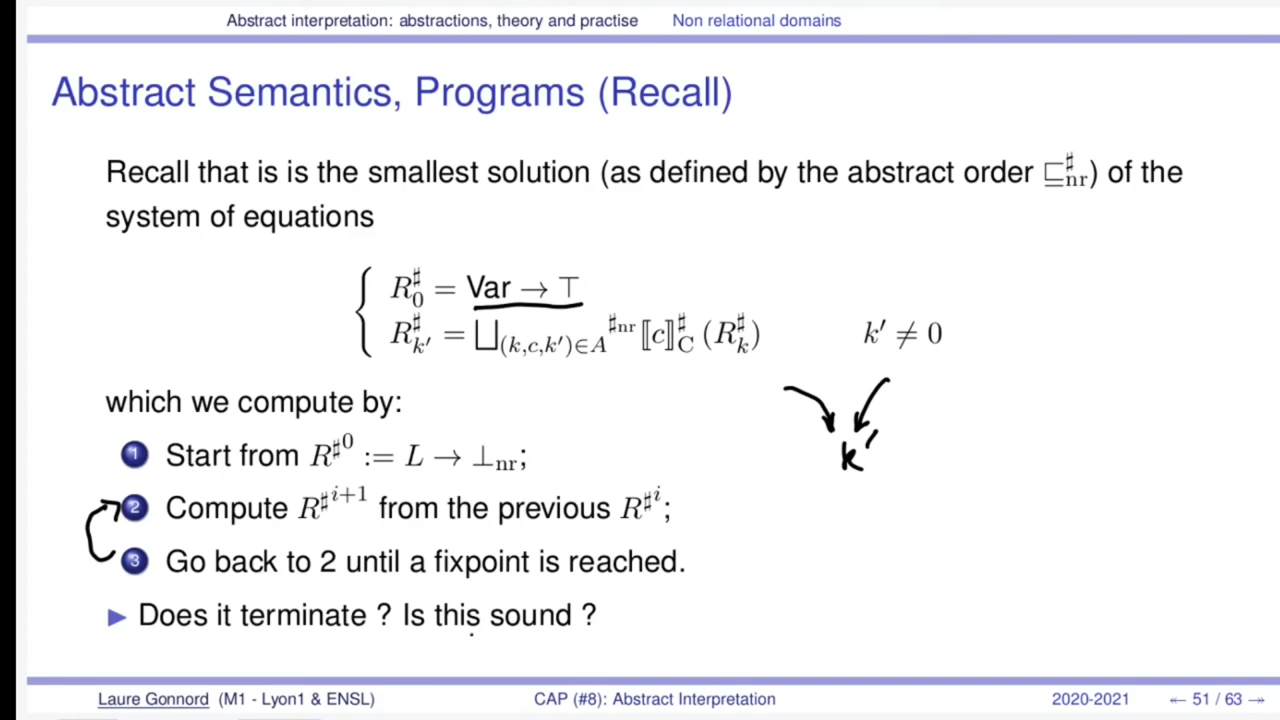 Abstract interpretation: abstractions, theory and practise Non relational domains
Abstract Semantics, Programs (Recall)
Recall that is is the smallest solution (as defined by the abstract order ⊑♯nr) of the
system of equations
R♯0 = Var → ⊤
R♯k′ = ⨆(k,c,k′)∈A ♯nr ⟦c⟧♯C (R♯k) k′ ≠ 0
which we compute by:
k′
1 Start from R♯0 := L → ⊥nr;
2 Compute R♯i+1 from the previous R♯i;
3 Go back to 2 until a fixpoint is reached.
▶ Does it terminate ? Is this sound ?
Laure Gonnord (M1 - Lyon1 & ENSL) CAP (#8): Abstract Interpretation 2020-2021 ← 51 / 63 →